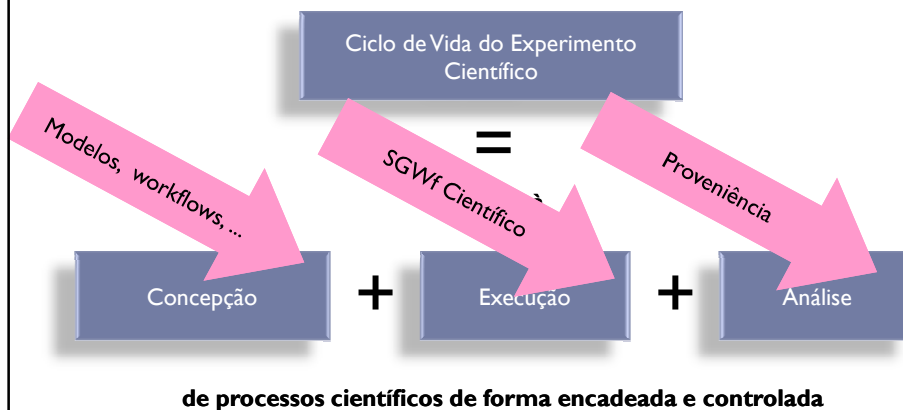 Ciclo de Vida do Experimento
Científico
=
Modelos, workflows, ...
SGWf Científico
Proveniência
Concepção
+
Execução
+
Análise
de processos científicos de forma encadeada e controlada